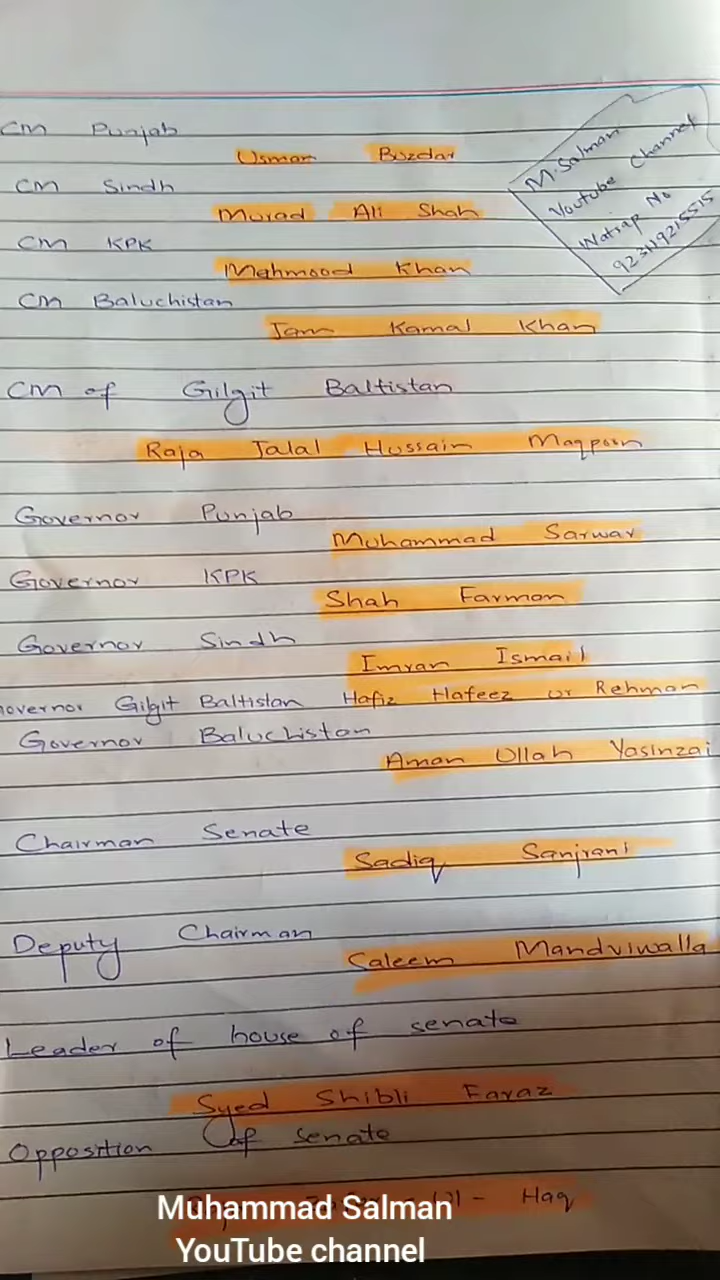 CM Punjab
Usman Buzdar
CM Sindh
Murad Ali Shah
CM KPK
Mahmood Khan
CM Baluchistan
Jam Kamal Khan
CM of Gilgit Baltistan
Raja Jalal Hussain Maqpoon
Governor Punjab
Muhammad Sarwar
Governor KPK
Shah Farman
Governor Sindh
Imran Ismail
Governor Gilgit Baltistan Hafiz Hafeez ur Rehman
Governor Baluchistan
Aman Ullah Yasinzai
Chairman Senate
Sadiq Sanjrani
Deputy Chairman
Saleem Mandviwalla
Leader of house of senate
Syed Shibli Faraz
Opposition of senate
Haq
M.Salman
Youtube Channel
Watsap No
Muhammad Salman
YouTube channel